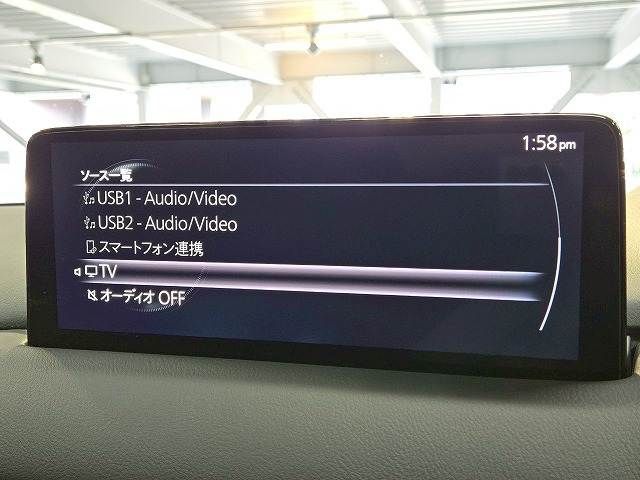 1:58pm
ソース一覧
USB1 - Audio/Video
USB2 - Audio/Video
スマートフォン連携
TV
オーディオ OFF